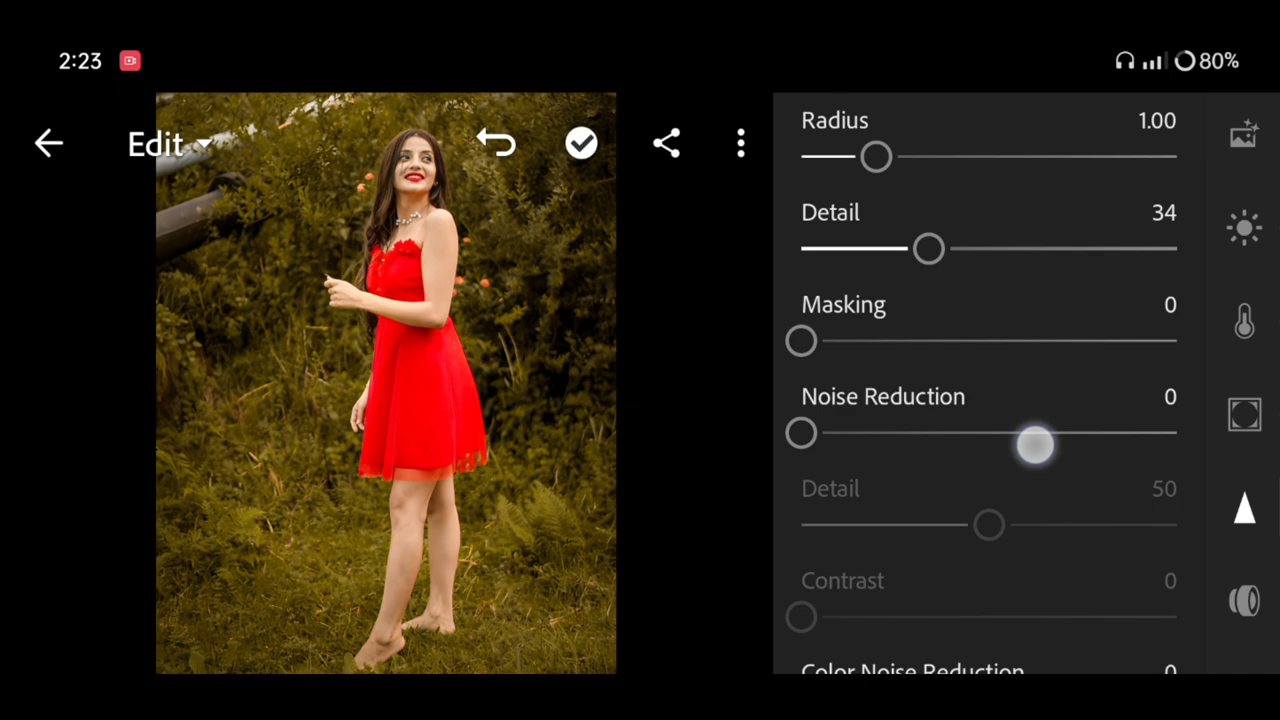 2:23
80%
Edit
Radius 1.00
Detail 34
Masking 0
Noise Reduction 0
Detail 50
Contrast 0
Color Noise Reduction 0